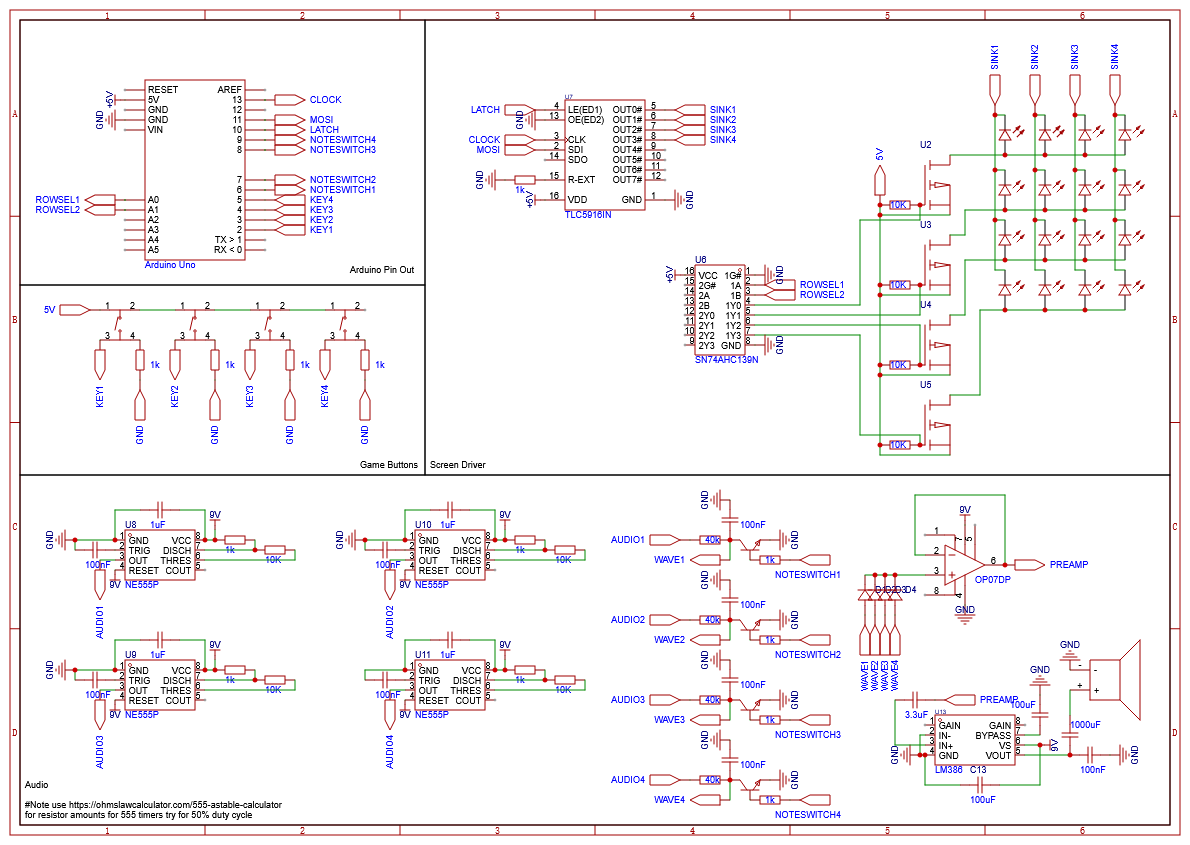 1 2 3 4 5 6
A
B
C
D
RESET
5V
GND
GND
VIN
A0
A1
A2
A3
A4
A5
AREF
13
12
11
10
9
8
7
6
5
4
3
2
TX > 1
RX < 0
+5V
GND
ROWSEL1
ROWSEL2
CLOCK
MOSI
LATCH
NOTESWITCH4
NOTESWITCH3
NOTESWITCH2
NOTESWITCH1
KEY4
KEY3
KEY2
KEY1
Arduino Uno
Arduino Pin Out
5V
1 2 1 2 1 2 1 2
3 4 3 4 3 4 3 4
1k 1k 1k 1k
KEY1 KEY2 KEY3 KEY4
GND GND GND GND
Game Buttons
U7
LATCH
GND
CLOCK
MOSI
GND
1k
+5V
4 LE(ED1)
13 OE(ED2)
3 CLK
2 SDI
14 SDO
15 R-EXT
16 VDD
OUT0# 5
OUT1# 6
OUT2# 7
OUT3# 8
OUT4# 9
OUT5# 10
OUT6# 11
OUT7# 12
GND 1
SINK1
SINK2
SINK3
SINK4
GND
TLC5916IN
U6
+5V
16 VCC
15 2G#
14 2A
13 2B
12 2Y0
11 2Y1
10 2Y2
9 2Y3
1G# 1
1A 2
1B 3
1Y0 4
1Y1 5
1Y2 6
1Y3 7
GND 8
GND
ROWSEL1
ROWSEL2
GND
SN74AHC139N
5V
U2
10K
U3
10K
U4
10K
U5
10K
SINK1 SINK2 SINK3 SINK4
Screen Driver
U8
1uF
9V
GND
1 GND
2 TRIG
3 OUT
4 RESET
VCC 8
DISCH 7
THRES 6
COUT 5
100nF
1k
10K
9V NE555P
AUDIO1
U10
1uF
9V
GND
1 GND
2 TRIG
3 OUT
4 RESET
VCC 8
DISCH 7
THRES 6
COUT 5
100nF
1k
10K
9V NE555P
AUDIO2
U9
1uF
9V
GND
1 GND
2 TRIG
3 OUT
4 RESET
VCC 8
DISCH 7
THRES 6
COUT 5
100nF
1k
10K
9V NE555P
AUDIO3
U11
1uF
9V
1 GND
2 TRIG
3 OUT
4 RESET
VCC 8
DISCH 7
THRES 6
COUT 5
100nF
1k
10K
9V NE555P
AUDIO4
GND
100nF
AUDIO1
40k
GND
WAVE1
1k
NOTESWITCH1
GND
100nF
AUDIO2
40k
GND
WAVE2
1k
NOTESWITCH2
GND
100nF
AUDIO3
40k
GND
WAVE3
1k
NOTESWITCH3
GND
100nF
AUDIO4
40k
GND
WAVE4
1k
NOTESWITCH4
9V
1
2
3
8
7
5
6
4
PREAMP
OP07DP
GND
D1D2D3D4
WAVE1
WAVE2
WAVE3
WAVE4
3.3uF
PREAMP
GND
100uF
U13
GND
1 GAIN
2 IN-
3 IN+
4 GND
GAIN 8
BYPASS 7
VS 6
VOUT 5
9V
LM386
C13
100uF
GND
-
-
+
+
1000uF
100nF
GND
Audio
#Note use https://ohmslawcalculator.com/555-astable-calculator
for resistor amounts for 555 timers try for 50% duty cycle
A
B
C
D
1 2 3 4 5 6